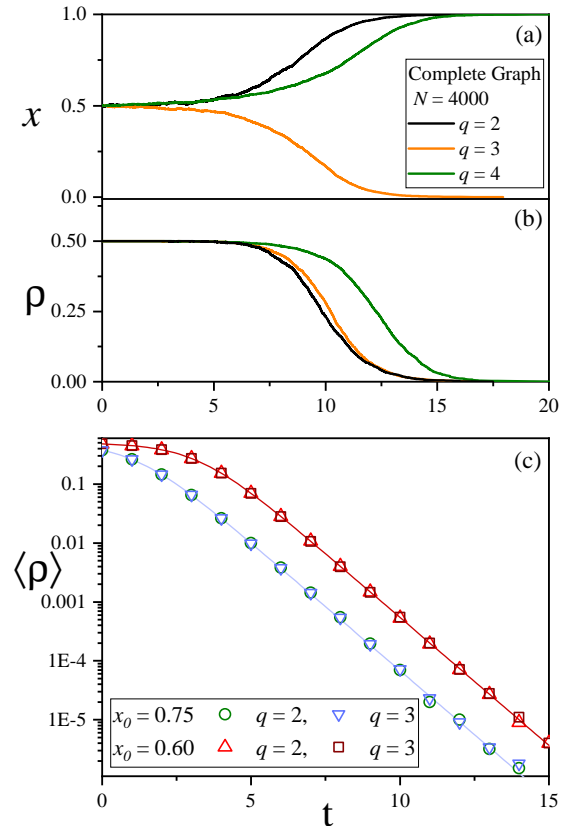 1.0
(a)
Complete Graph
N = 4000
q = 2
q = 3
q = 4
x
0.5
0.0
(b)
0.50
ρ
0.25
0.00
0 5 10 15 20
(c)
0.1
0.01
⟨ρ⟩
0.001
1E-4
1E-5
x0 = 0.75 q = 2, q = 3
x0 = 0.60 q = 2, q = 3
0 5 10 15
t